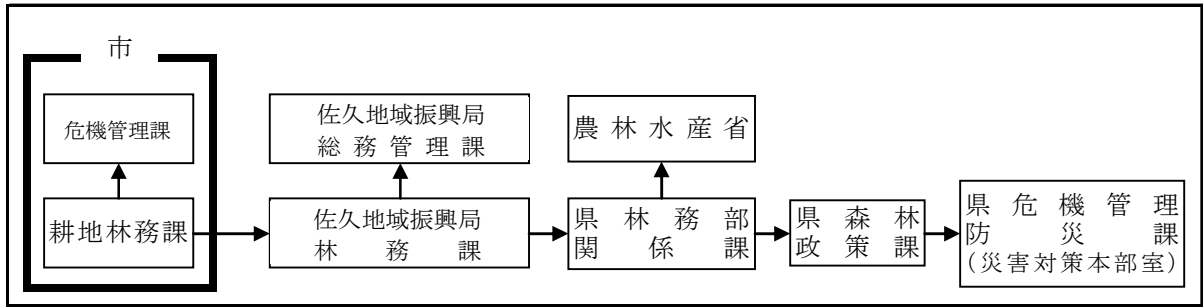 市
危機管理課
佐久地域振興局
総務管理課
農林水産省
耕地林務課
佐久地域振興局
林務課
県林務部
関係課
県森林
政策課
県危機管理
防災課
(災害対策本部室)